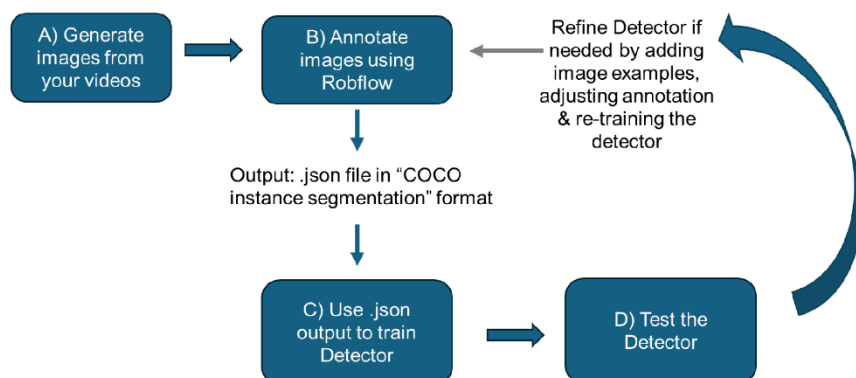 A) Generate
images from
your videos
B) Annotate
images using
Robflow
Refine Detector if
needed by adding
image examples,
adjusting annotation
& re-training the
detector
Output: .json file in “COCO
instance segmentation” format
C) Use .json
output to train
Detector
D) Test the
Detector